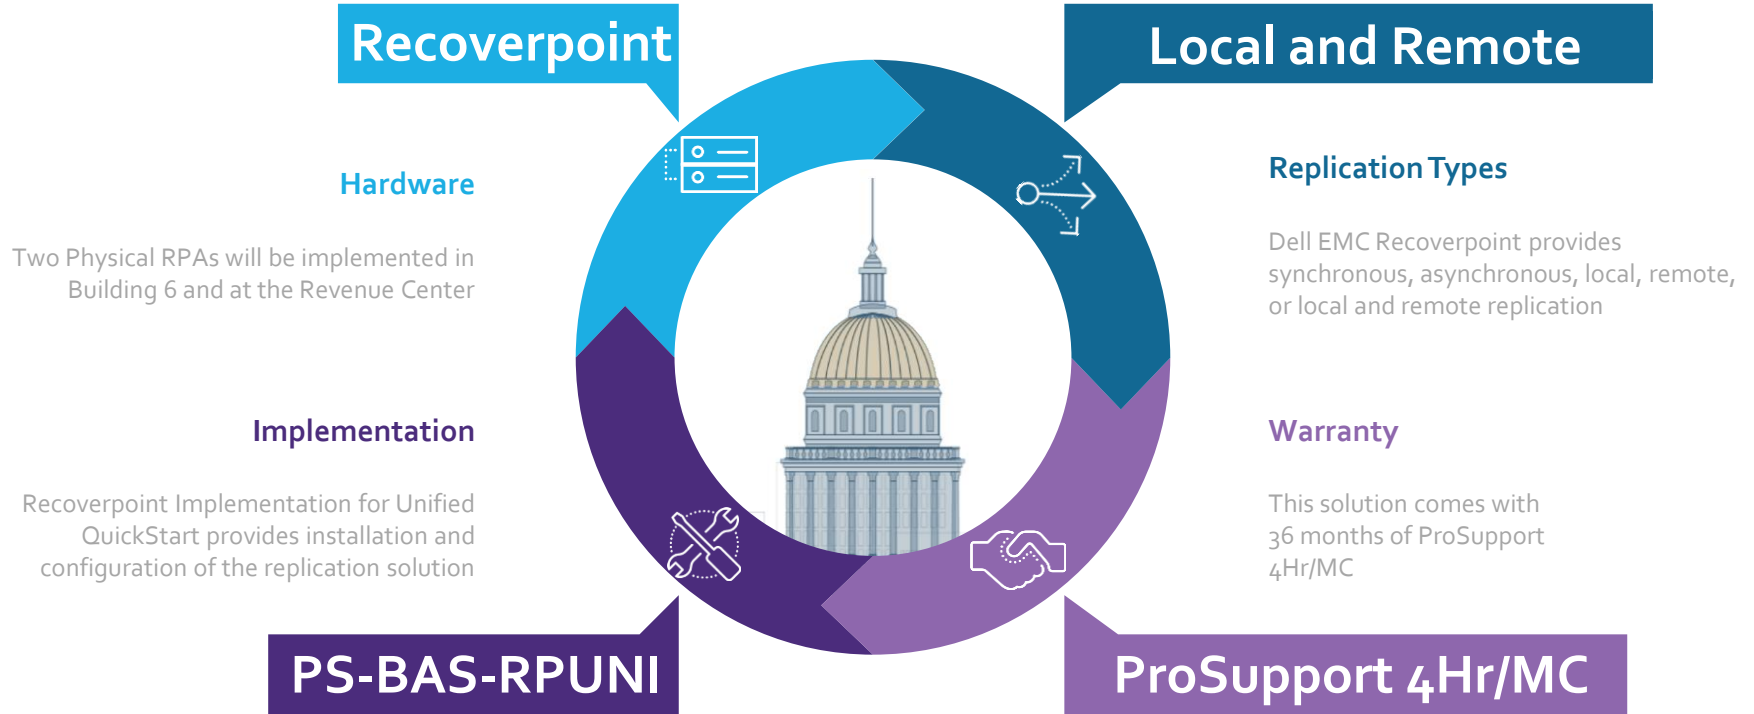 Recoverpoint
Local and Remote
Hardware
Two Physical RPAs will be implemented in
Building 6 and at the Revenue Center
Replication Types
Dell EMC Recoverpoint provides
synchronous, asynchronous, local, remote,
or local and remote replication
Implementation
Recoverpoint Implementation for Unified
QuickStart provides installation and
configuration of the replication solution
Warranty
This solution comes with
36 months of ProSupport
4Hr/MC
PS-BAS-RPUNI
ProSupport 4Hr/MC